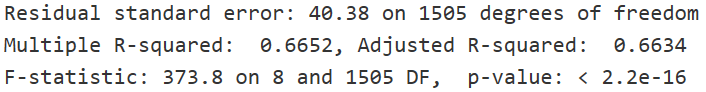 Residual standard error: 40.38 on 1505 degrees of freedom
Multiple R-squared:  0.6652, Adjusted R-squared:  0.6634
F-statistic: 373.8 on 8 and 1505 DF,  p-value: < 2.2e-16